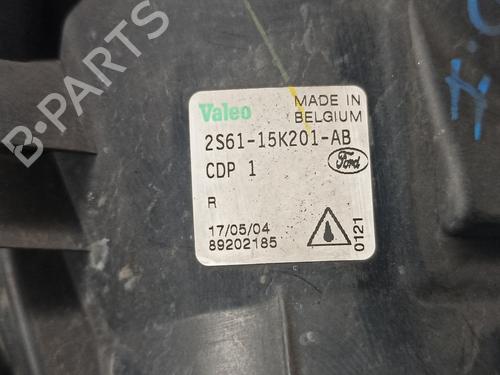 B-PARTS
Valeo
MADE IN
BELGIUM
2S61-15K201-AB
CDP 1
Ford
R
17/05/04
89202185
0121